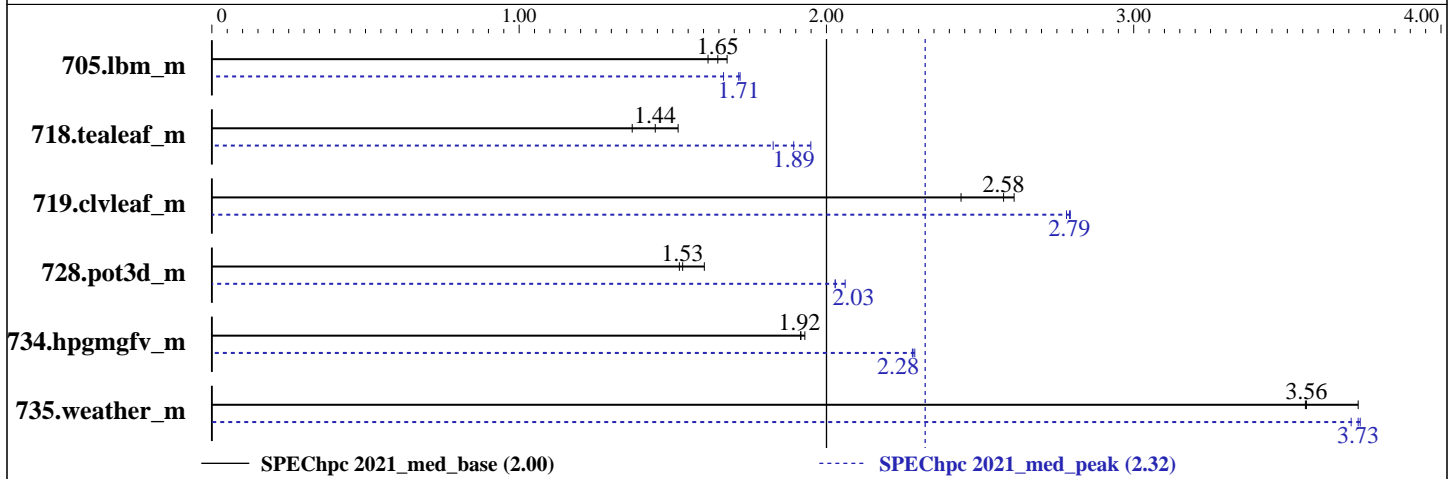 0 1.00 2.00 3.00 4.00
705.lbm_m
1.65
1.71
718.tealeaf_m
1.44
1.89
719.clvleaf_m
2.58
2.79
728.pot3d_m
1.53
2.03
734.hpgmgfv_m
1.92
2.28
735.weather_m
3.56
3.73
SPEChpc 2021_med_base (2.00) SPEChpc 2021_med_peak (2.32)